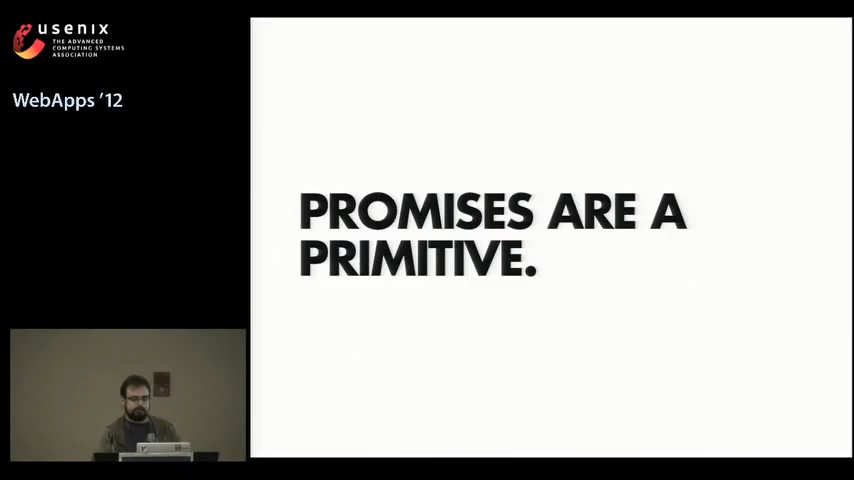 usenix
THE ADVANCED
COMPUTING SYSTEMS
ASSOCIATION
WebApps '12
PROMISES ARE A
PRIMITIVE.